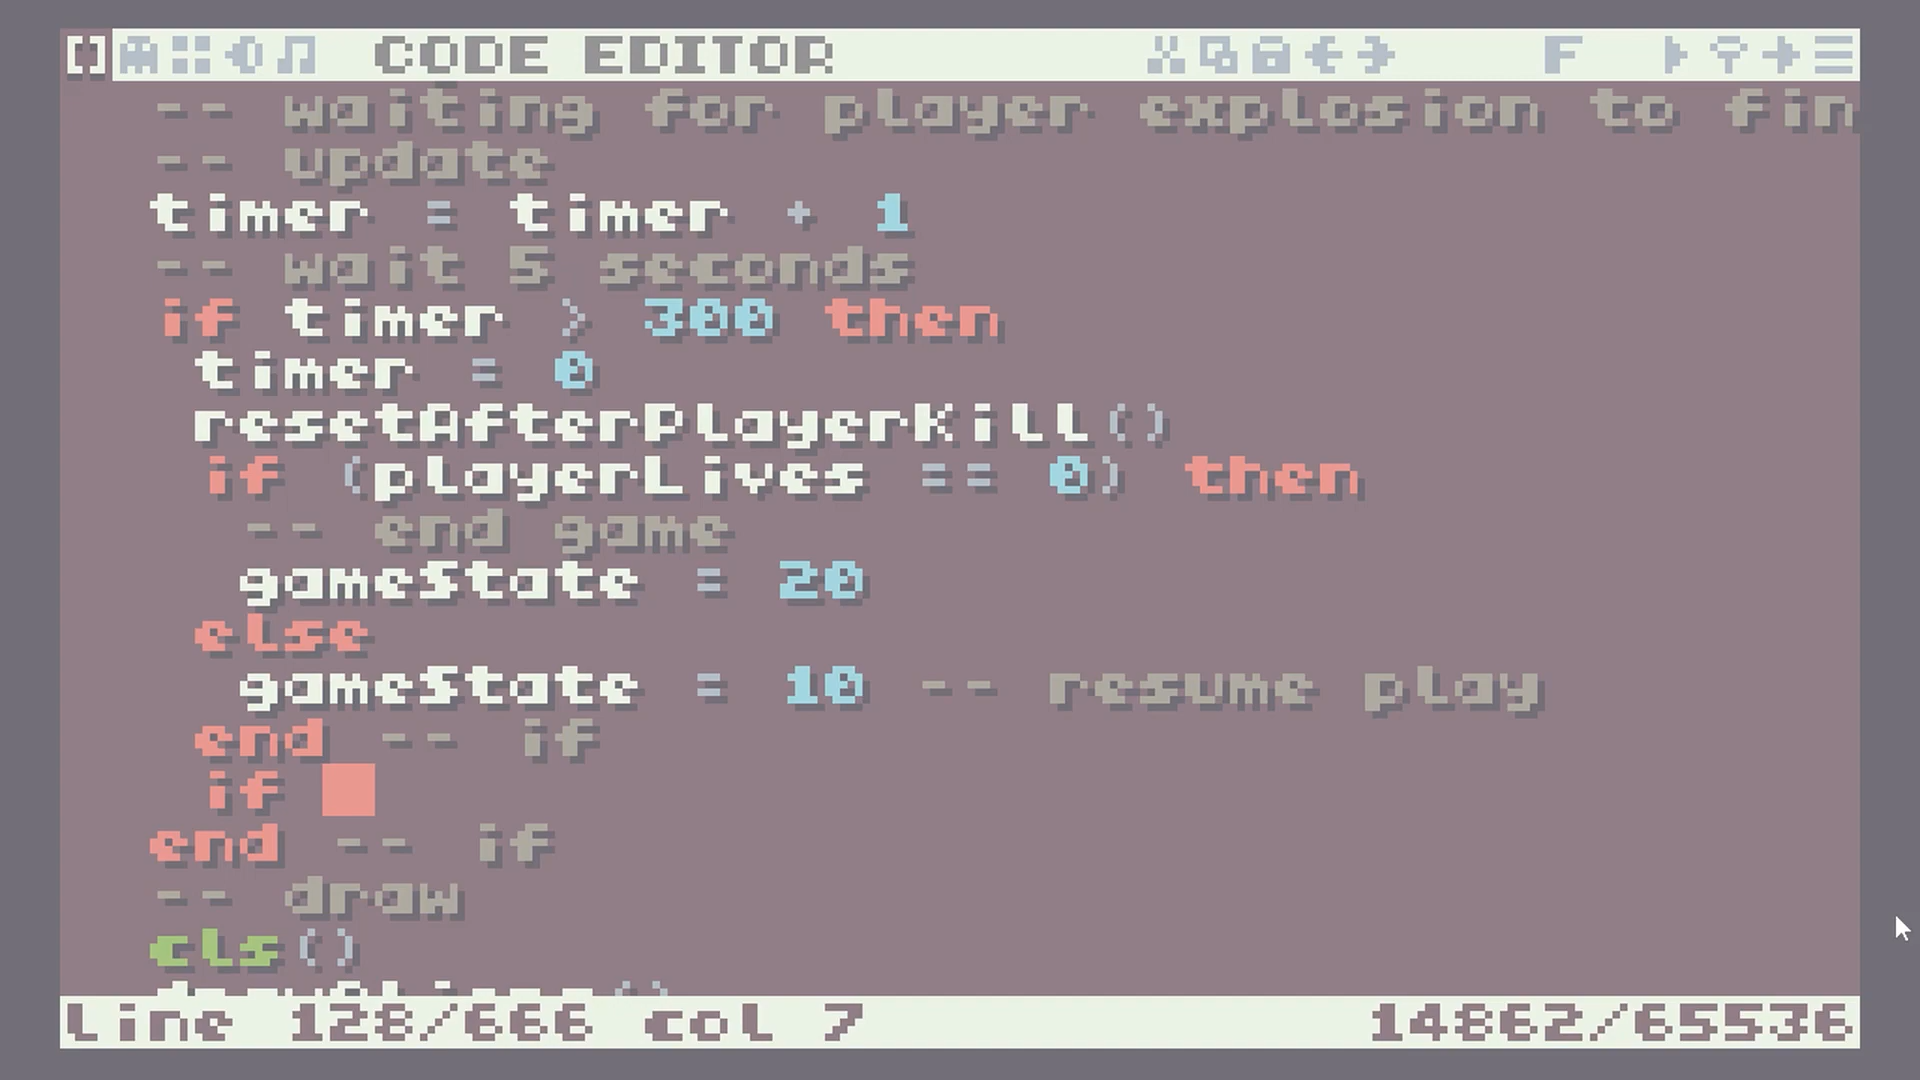 CODE EDITOR F
-- waiting for player explosion to fin
-- update
timer = timer + 1
-- wait 5 seconds
if timer > 300 then
timer = 0
resetAfterPlayerKill()
if (playerLives == 0) then
-- end game
gameState = 20
else
gameState = 10 -- resume play
end -- if
if
end -- if
-- draw
cls()
line 128/666 col 7
14862/65536